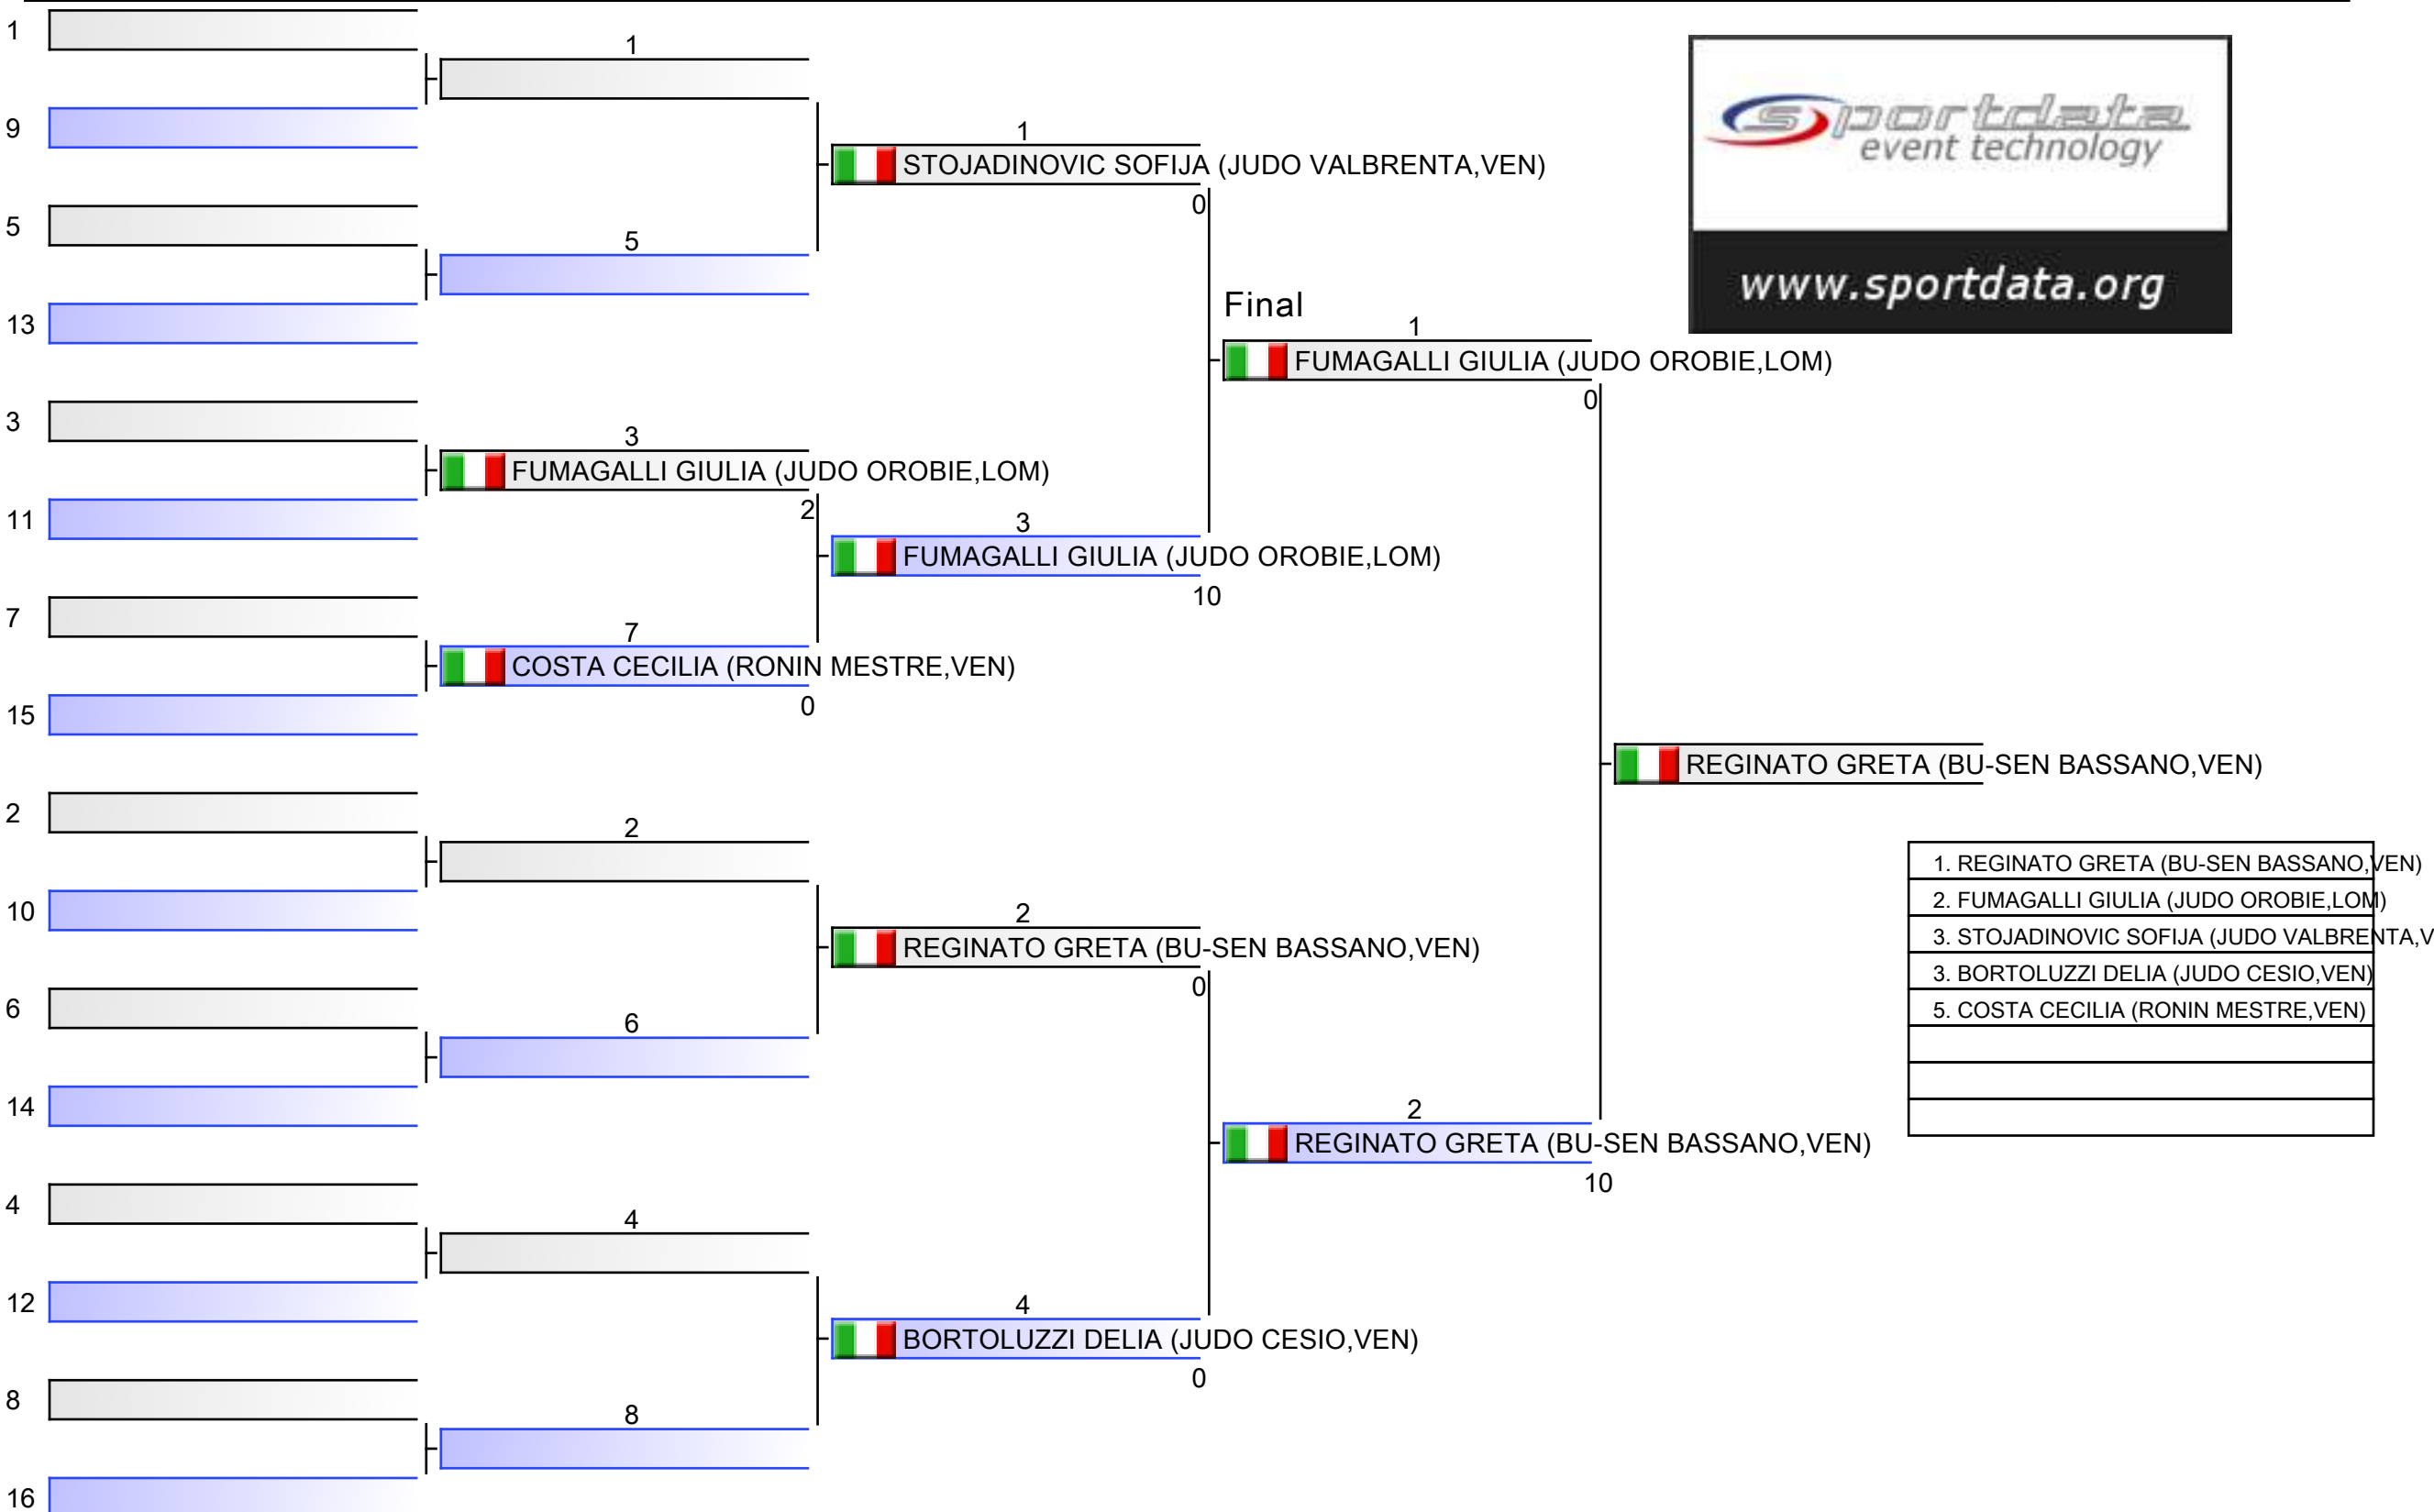 1
9
5
13
3
11
7
15
2
10
6
14
4
12
8
16
1
5
3
FUMAGALLI GIULIA (JUDO OROBIE,LOM)
2
7
COSTA CECILIA (RONIN MESTRE,VEN)
0
2
6
4
8
1
STOJADINOVIC SOFIJA (JUDO VALBRENTA,VEN)
0
3
FUMAGALLI GIULIA (JUDO OROBIE,LOM)
10
2
REGINATO GRETA (BU-SEN BASSANO,VEN)
0
4
BORTOLUZZI DELIA (JUDO CESIO,VEN)
0
Final
1
FUMAGALLI GIULIA (JUDO OROBIE,LOM)
0
2
REGINATO GRETA (BU-SEN BASSANO,VEN)
10
REGINATO GRETA (BU-SEN BASSANO,VEN)
sportdata
event technology
www.sportdata.org
1. REGINATO GRETA (BU-SEN BASSANO,VEN)
2. FUMAGALLI GIULIA (JUDO OROBIE,LOM)
3. STOJADINOVIC SOFIJA (JUDO VALBRENTA,V
3. BORTOLUZZI DELIA (JUDO CESIO,VEN)
5. COSTA CECILIA (RONIN MESTRE,VEN)